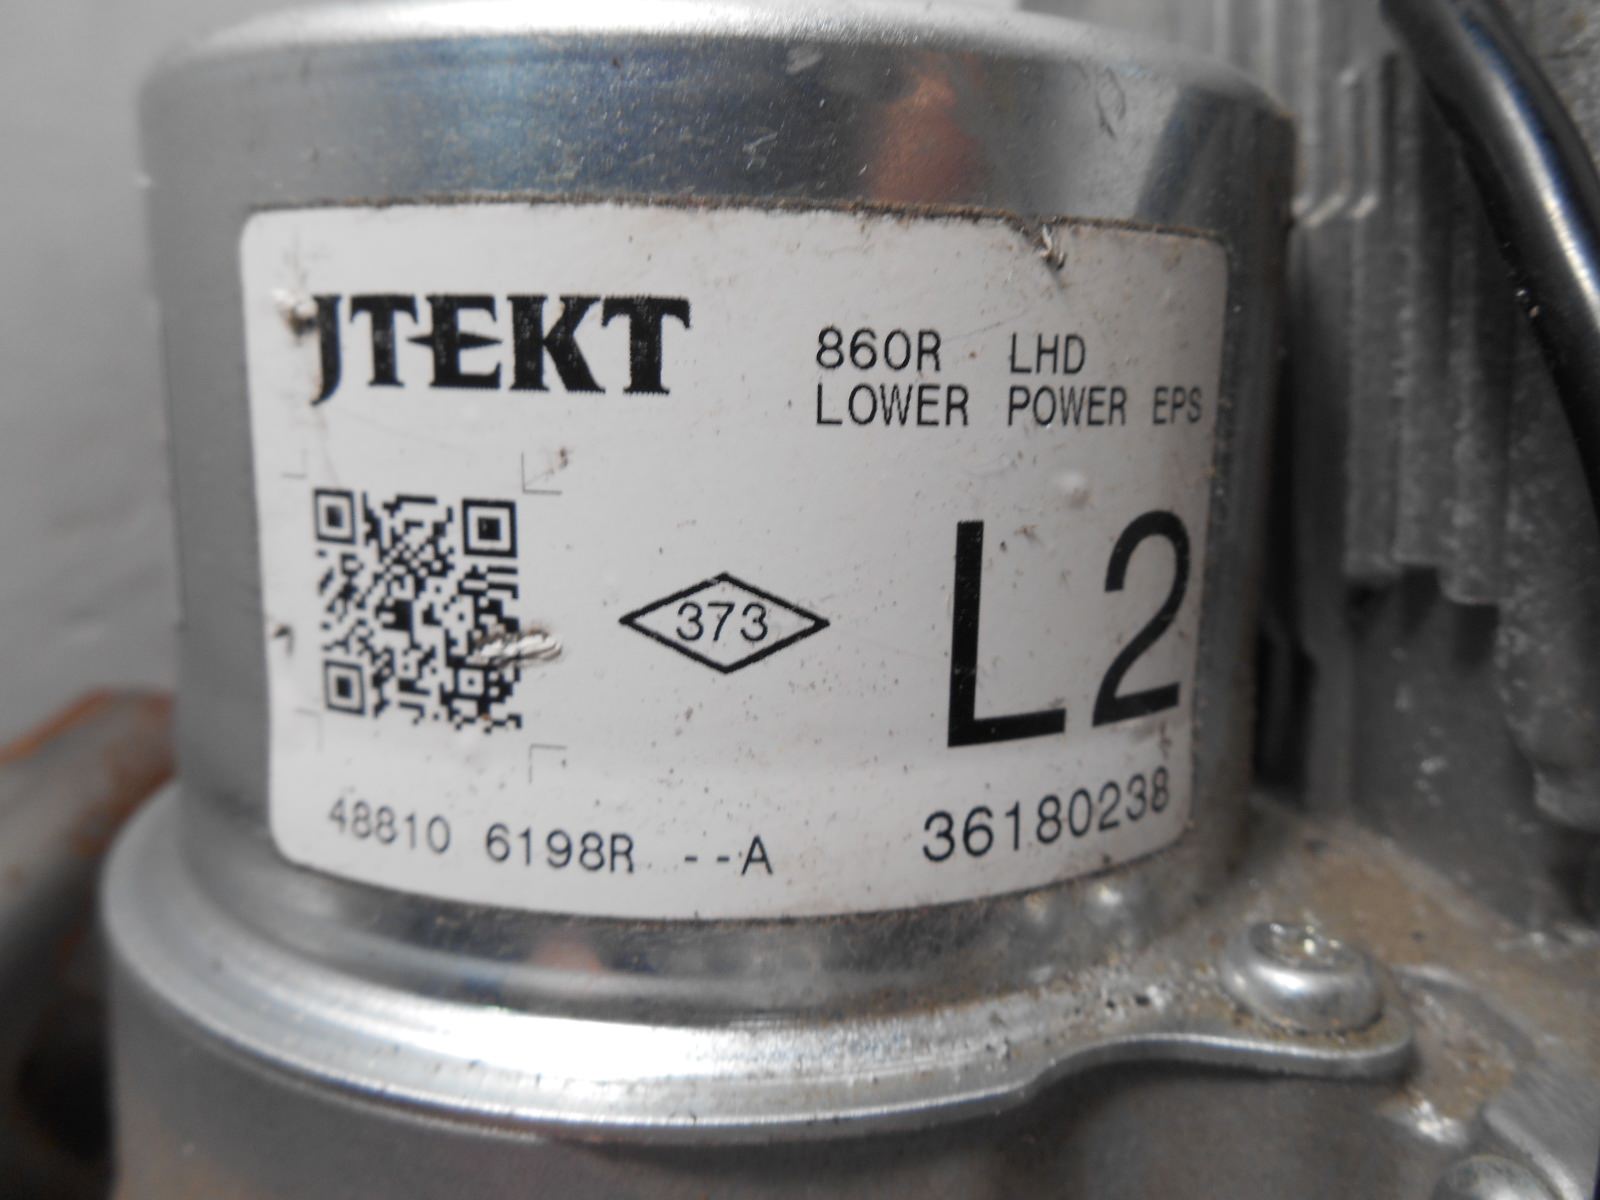 JTEKT
860R LHD
LOWER POWER EPS
373
L2
48810 6198R --A
36180238